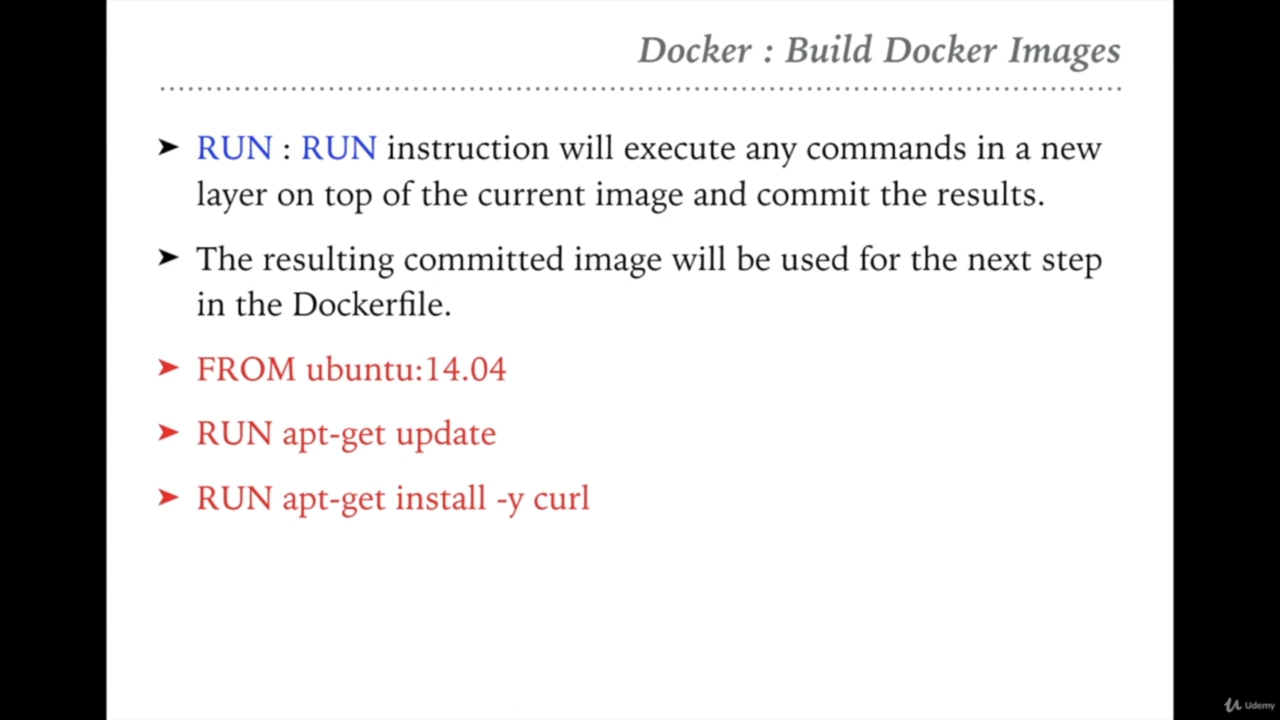 Docker : Build Docker Images
➤ RUN : RUN instruction will execute any commands in a new
layer on top of the current image and commit the results.
➤ The resulting committed image will be used for the next step
in the Dockerfile.
➤ FROM ubuntu:14.04
➤ RUN apt-get update
➤ RUN apt-get install -y curl
Udemy